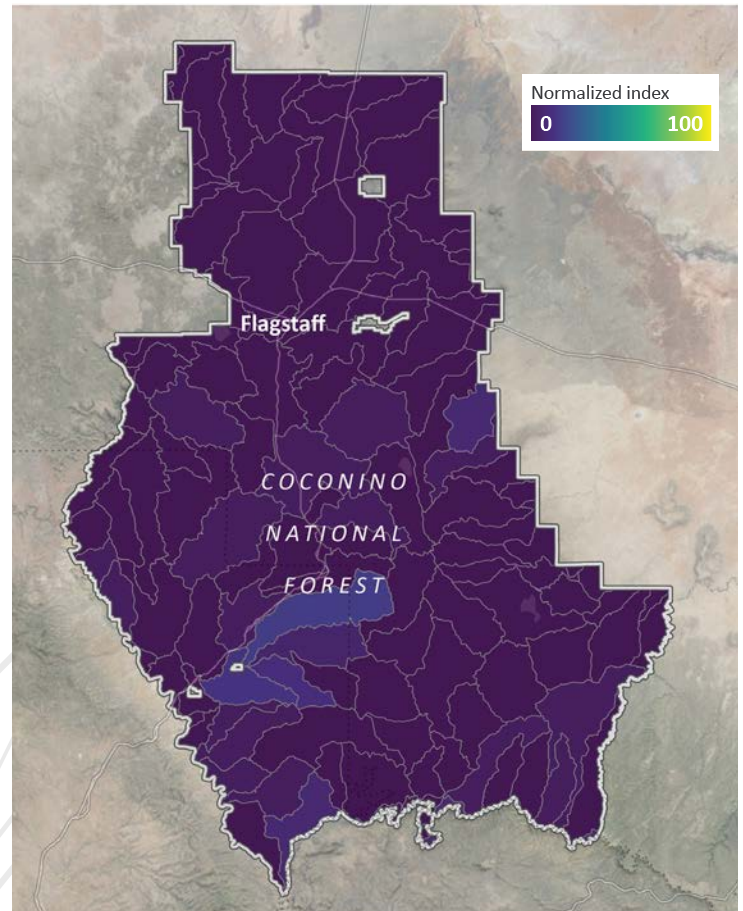 Normalized index
0 100
Flagstaff
COCONINO
NATIONAL
FOREST